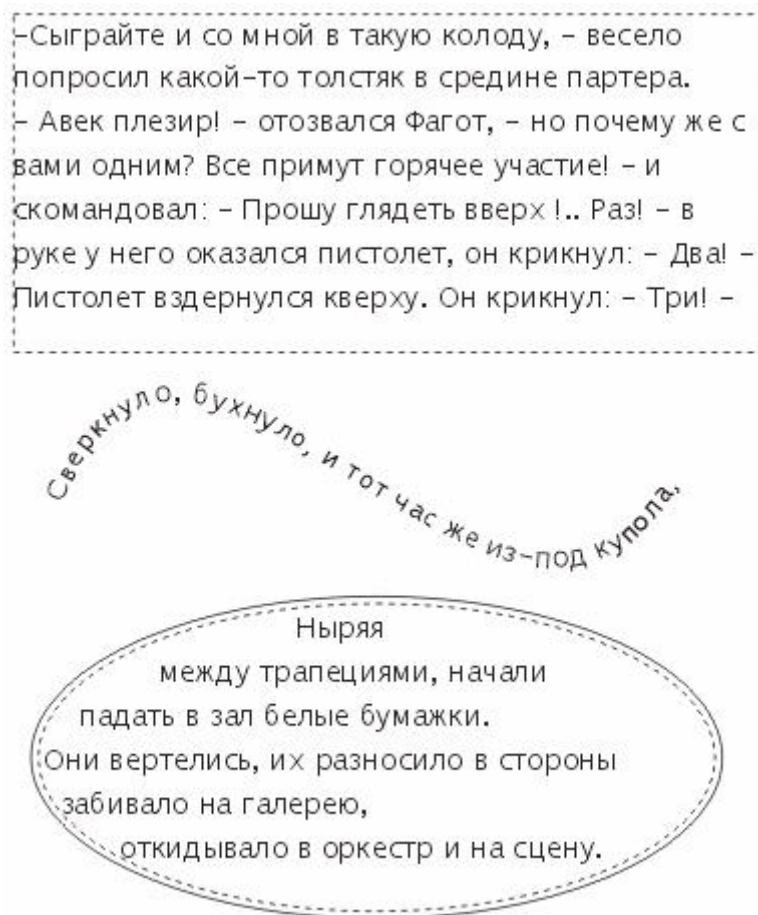 –Сыграйте и со мной в такую колоду, – весело
попросил какой–то толстяк в средине партера.
– Авек плезир! – отозвался Фагот, – но почему же с
вами одним? Все примут горячее участие! – и
скомандовал: – Прошу глядеть вверх !.. Раз! – в
руке у него оказался пистолет, он крикнул: – Два! –
Пистолет вздернулся кверху. Он крикнул: – Три! –
Сверкнуло, бухнуло, и тот час же из–под купола,
Ныряя
между трапециями, начали
падать в зал белые бумажки.
Они вертелись, их разносило в стороны
забивало на галерею,
откидывало в оркестр и на сцену.